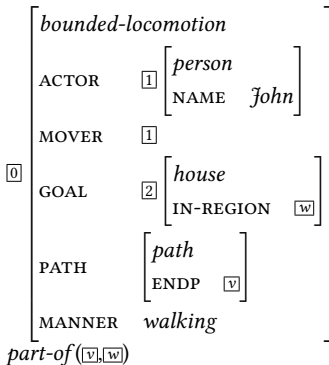 bounded-locomotion
ACTOR 1 person
NAME John
MOVER 1
0
GOAL 2 house
IN-REGION w
PATH path
ENDP v
MANNER walking
part-of(v,w)